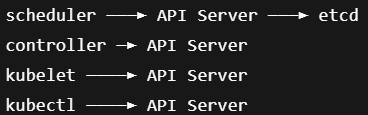 scheduler ───► API Server ───► etcd
controller ─► API Server
kubelet ────► API Server
kubectl ────► API Server